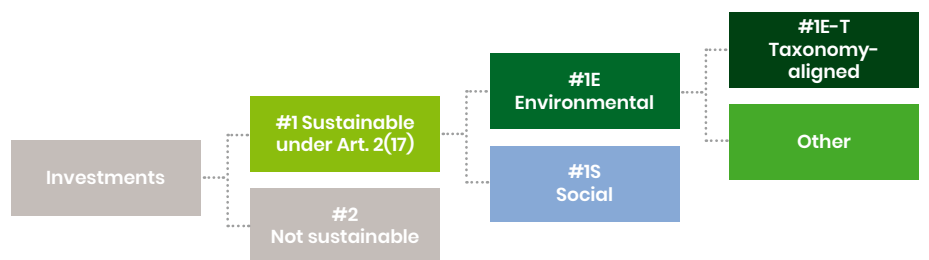 Investments
#1 Sustainable
under Art. 2(17)
#2
Not sustainable
#1E
Environmental
#1S
Social
#1E-T
Taxonomy-
aligned
Other